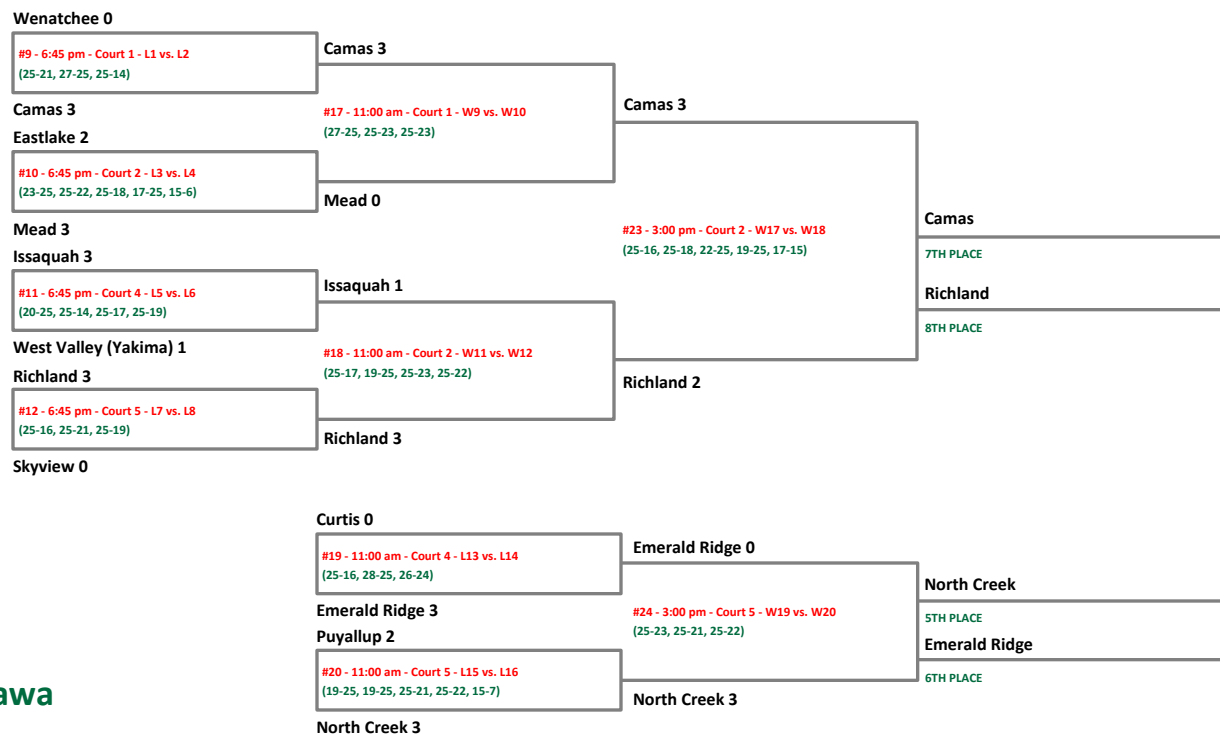 Wenatchee 0
#9 - 6:45 pm - Court 1 - L1 vs. L2
(25-21, 27-25, 25-14)
Camas 3
Eastlake 2
#10 - 6:45 pm - Court 2 - L3 vs. L4
(23-25, 25-22, 25-18, 17-25, 15-6)
Mead 3
Issaquah 3
#11 - 6:45 pm - Court 4 - L5 vs. L6
(20-25, 25-14, 25-17, 25-19)
West Valley (Yakima) 1
Richland 3
#12 - 6:45 pm - Court 5 - L7 vs. L8
(25-16, 25-21, 25-19)
Skyview 0
Camas 3
#17 - 11:00 am - Court 1 - W9 vs. W10
(27-25, 25-23, 25-23)
Mead 0
Issaquah 1
#18 - 11:00 am - Court 2 - W11 vs. W12
(25-17, 19-25, 25-23, 25-22)
Richland 3
Camas 3
#23 - 3:00 pm - Court 2 - W17 vs. W18
(25-16, 25-18, 22-25, 19-25, 17-15)
Richland 2
Camas
7TH PLACE
Richland
8TH PLACE
Curtis 0
#19 - 11:00 am - Court 4 - L13 vs. L14
(25-16, 28-25, 26-24)
Emerald Ridge 3
Puyallup 2
#20 - 11:00 am - Court 5 - L15 vs. L16
(19-25, 19-25, 25-21, 25-22, 15-7)
North Creek 3
Emerald Ridge 0
#24 - 3:00 pm - Court 5 - W19 vs. W20
(25-23, 25-21, 25-22)
North Creek 3
North Creek
5TH PLACE
Emerald Ridge
6TH PLACE
awa